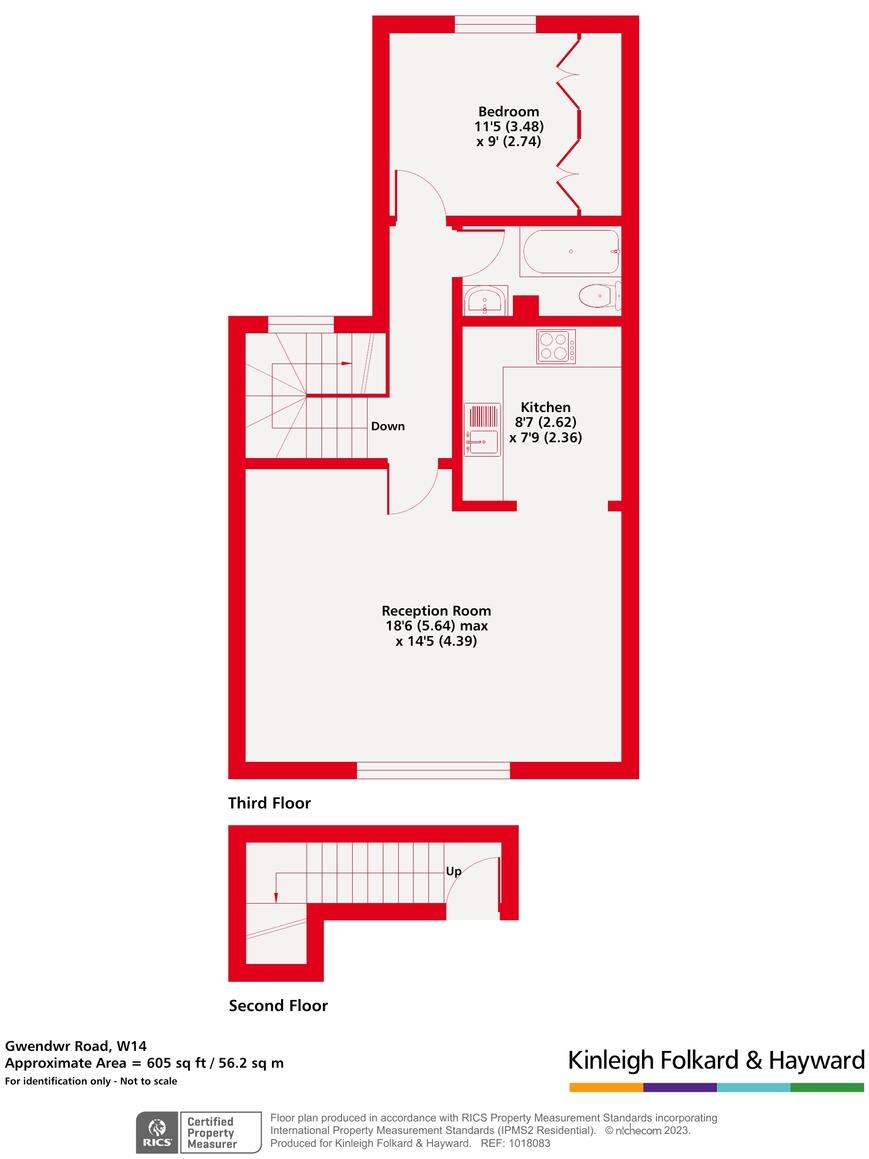 Bedroom
11'5 (3.48)
x 9' (2.74)
Kitchen
8'7 (2.62)
x 7'9 (2.36)
Down
Reception Room
18'6 (5.64) max
x 14'5 (4.39)
Third Floor
Up
Second Floor
Gwendwr Road, W14
Approximate Area = 605 sq ft / 56.2 sq m
For identification only - Not to scale
Kinleigh Folkard & Hayward
RICS
Certified
Property
Measurer
Floor plan produced in accordance with RICS Property Measurement Standards incorporating
International Property Measurement Standards (IPMS2 Residential). © nichecom 2023.
Produced for Kinleigh Folkard & Hayward. REF: 1018083